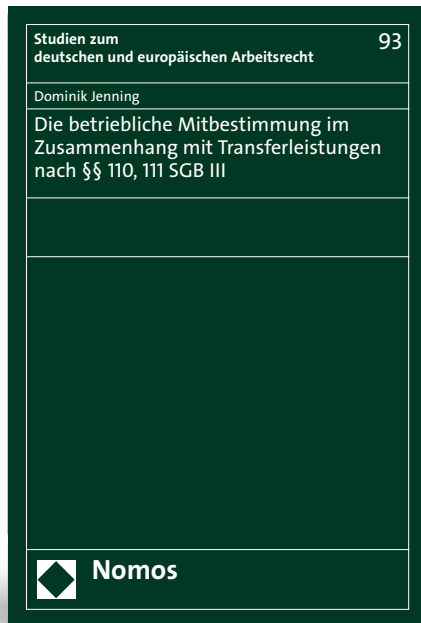 Studien zum
deutschen und europäischen Arbeitsrecht
93
Dominik Jenning
Die betriebliche Mitbestimmung im
Zusammenhang mit Transferleistungen
nach §§ 110, 111 SGB III
Nomos